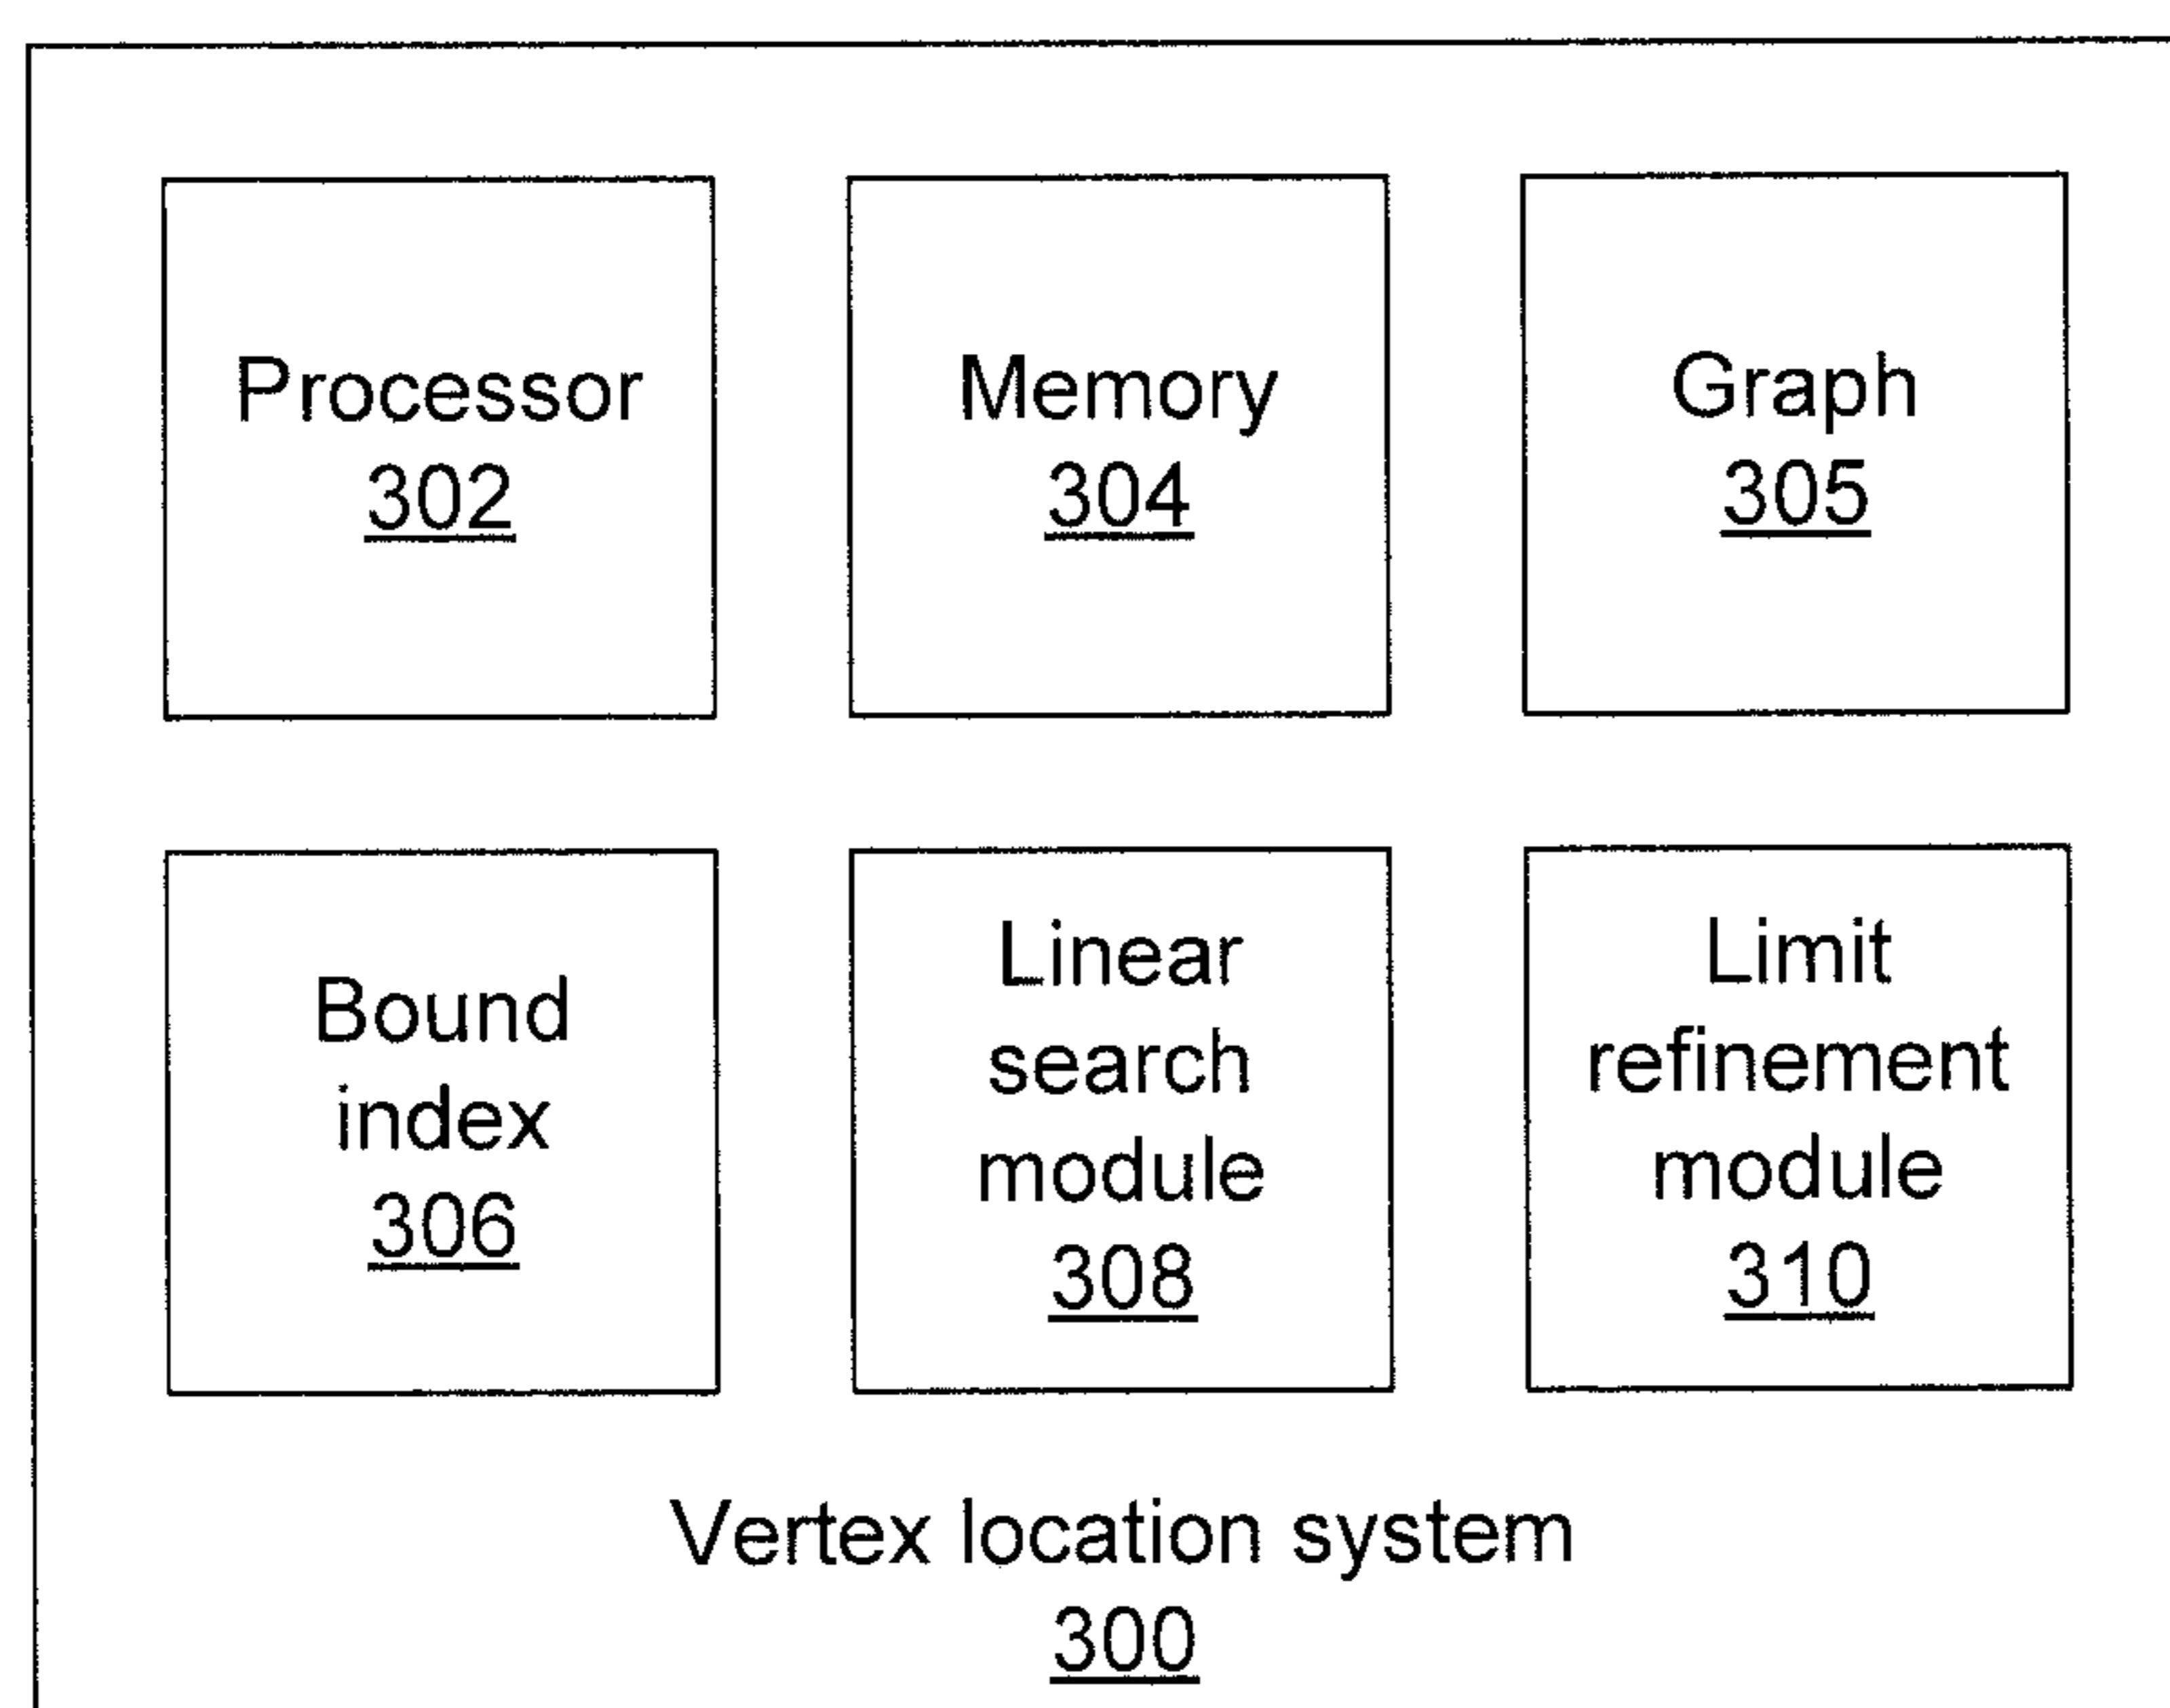 Processor
302
Memory
304
Graph
305
Bound
index
306
Linear
search
module
308
Limit
refinement
module
310
Vertex location system
300